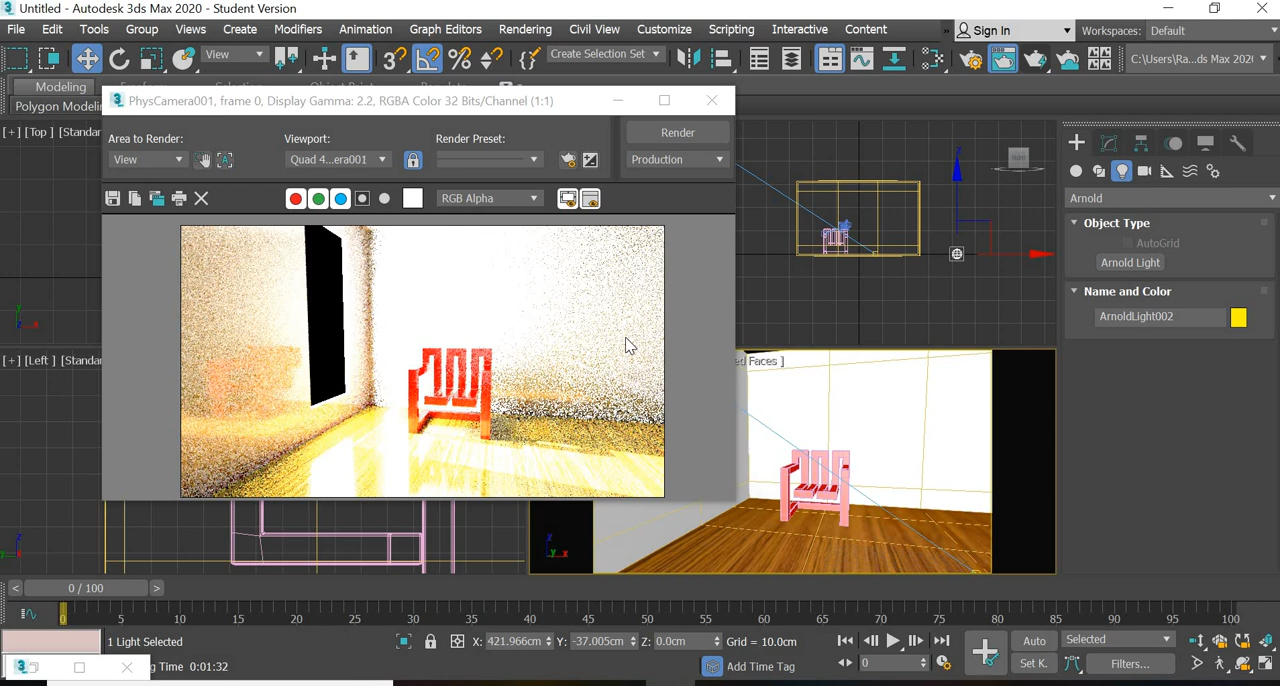 Untitled - Autodesk 3ds Max 2020 - Student Version
File Edit Tools Group Views Create Modifiers Animation Graph Editors Rendering Civil View Customize Scripting Interactive Content » Sign In Workspaces: Default
View Create Selection Set C:\Users\Ra...ds Max 2020
Modeling
Polygon Modelin
PhysCamera001, frame 0, Display Gamma: 2.2, RGBA Color 32 Bits/Channel (1:1)
[+] [Top] [Standa
Area to Render: Viewport: Render Preset: Render
View Quad 4...era001 Production
RGB Alpha
Arnold
Object Type
AutoGrid
Arnold Light
Name and Color
ArnoldLight002
[+] [Left] [Standar
ed Faces ]
0 / 100
0 5 10 15 20 25 30 35 40 45 50 55 60 65 70 75 80 85 90 95 100
1 Light Selected X: 421.966cm Y: -37.005cm Z: 0.0cm Grid = 10.0cm Auto Selected
g Time 0:01:32 Add Time Tag 0 Set K. Filters...